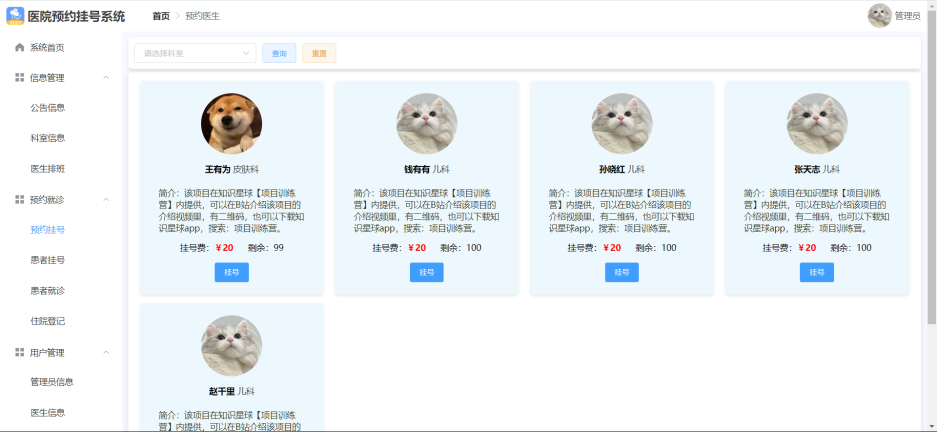 医院预约挂号系统
首页 > 预约医生
管理员
系统首页
信息管理
公告信息
科室信息
医生排班
预约就诊
预约挂号
患者挂号
患者就诊
住院登记
用户管理
管理员信息
医生信息
请选择科室
查询
重置
王有为 皮肤科
简介：该项目在知识星球【项目训练
营】内提供，可以在B站介绍该项目的
介绍视频里，有二维码，也可以下载知
识星球app，搜索：项目训练营。
挂号费：￥20 剩余：99
挂号
钱有有 儿科
简介：该项目在知识星球【项目训练
营】内提供，可以在B站介绍该项目的
介绍视频里，有二维码，也可以下载知
识星球app，搜索：项目训练营。
挂号费：￥20 剩余：100
挂号
孙晓红 儿科
简介：该项目在知识星球【项目训练
营】内提供，可以在B站介绍该项目的
介绍视频里，有二维码，也可以下载知
识星球app，搜索：项目训练营。
挂号费：￥20 剩余：100
挂号
张天志 儿科
简介：该项目在知识星球【项目训练
营】内提供，可以在B站介绍该项目的
介绍视频里，有二维码，也可以下载知
识星球app，搜索：项目训练营。
挂号费：￥20 剩余：100
挂号
赵千里 儿科
简介：该项目在知识星球【项目训练
营】内提供，可以在B站介绍该项目的